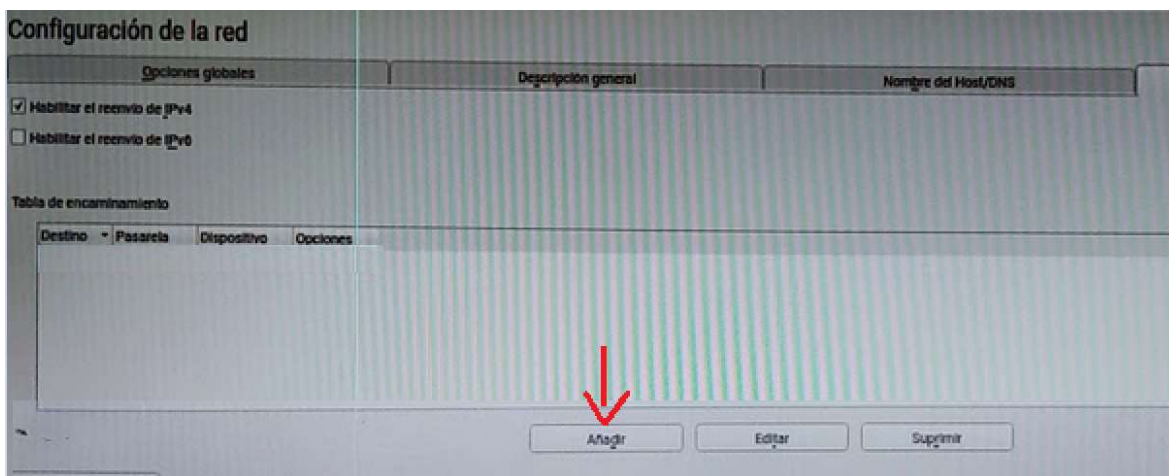 Configuración de la red
Opciones globales Descripción general Nombre del Host/DNS
Habilitar el reenvío de IPv4
Habilitar el reenvío de IPv6
Tabla de encaminamiento
Destino Pasarela Dispositivo Opciones
Añadir Editar Suprimir